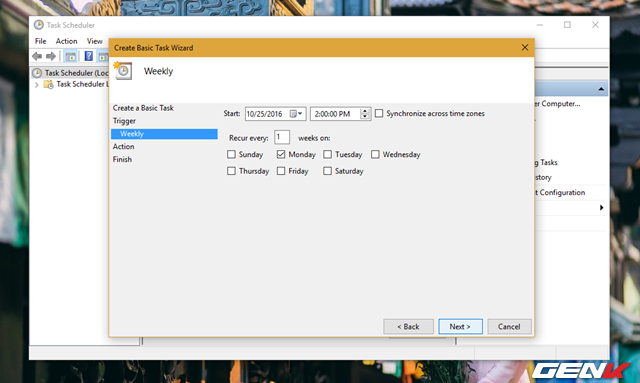 Task Scheduler
File Action View
Task Scheduler (Loc
Task Scheduler L
Create Basic Task Wizard
Weekly
Create a Basic Task
Trigger
Weekly
Action
Finish
Start: 10/25/2016 2:00:00 PM Synchronize across time zones
Recur every: 1 weeks on:
Sunday Monday Tuesday Wednesday
Thursday Friday Saturday
< Back Next > Cancel
er Computer...
ng Tasks
story
t Configuration
GENK